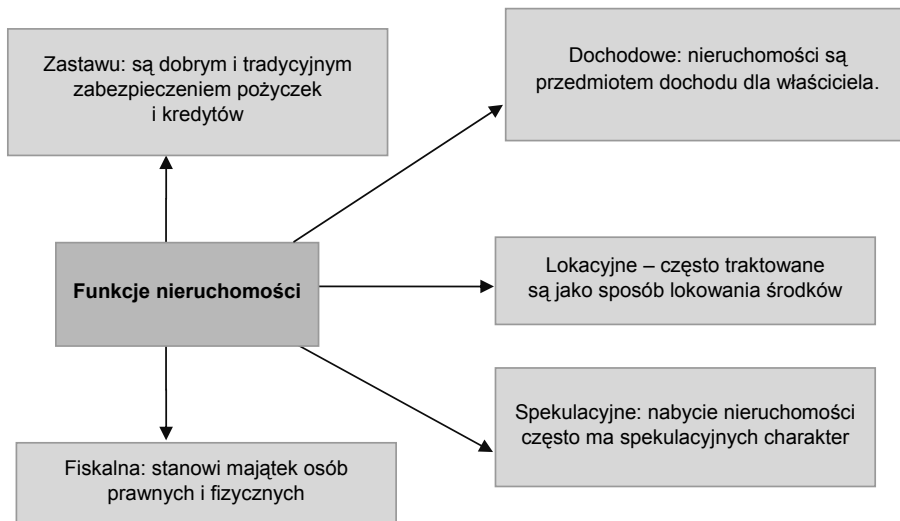 Zastawu: są dobrym i tradycyjnym
zabezpieczeniem pożyczek
i kredytów
Dochodowe: nieruchomości są
przedmiotem dochodu dla właściciela.
Funkcje nieruchomości
Lokacyjne – często traktowane
są jako sposób lokowania środków
Spekulacyjne: nabycie nieruchomości
często ma spekulacyjnych charakter
Fiskalna: stanowi majątek osób
prawnych i fizycznych